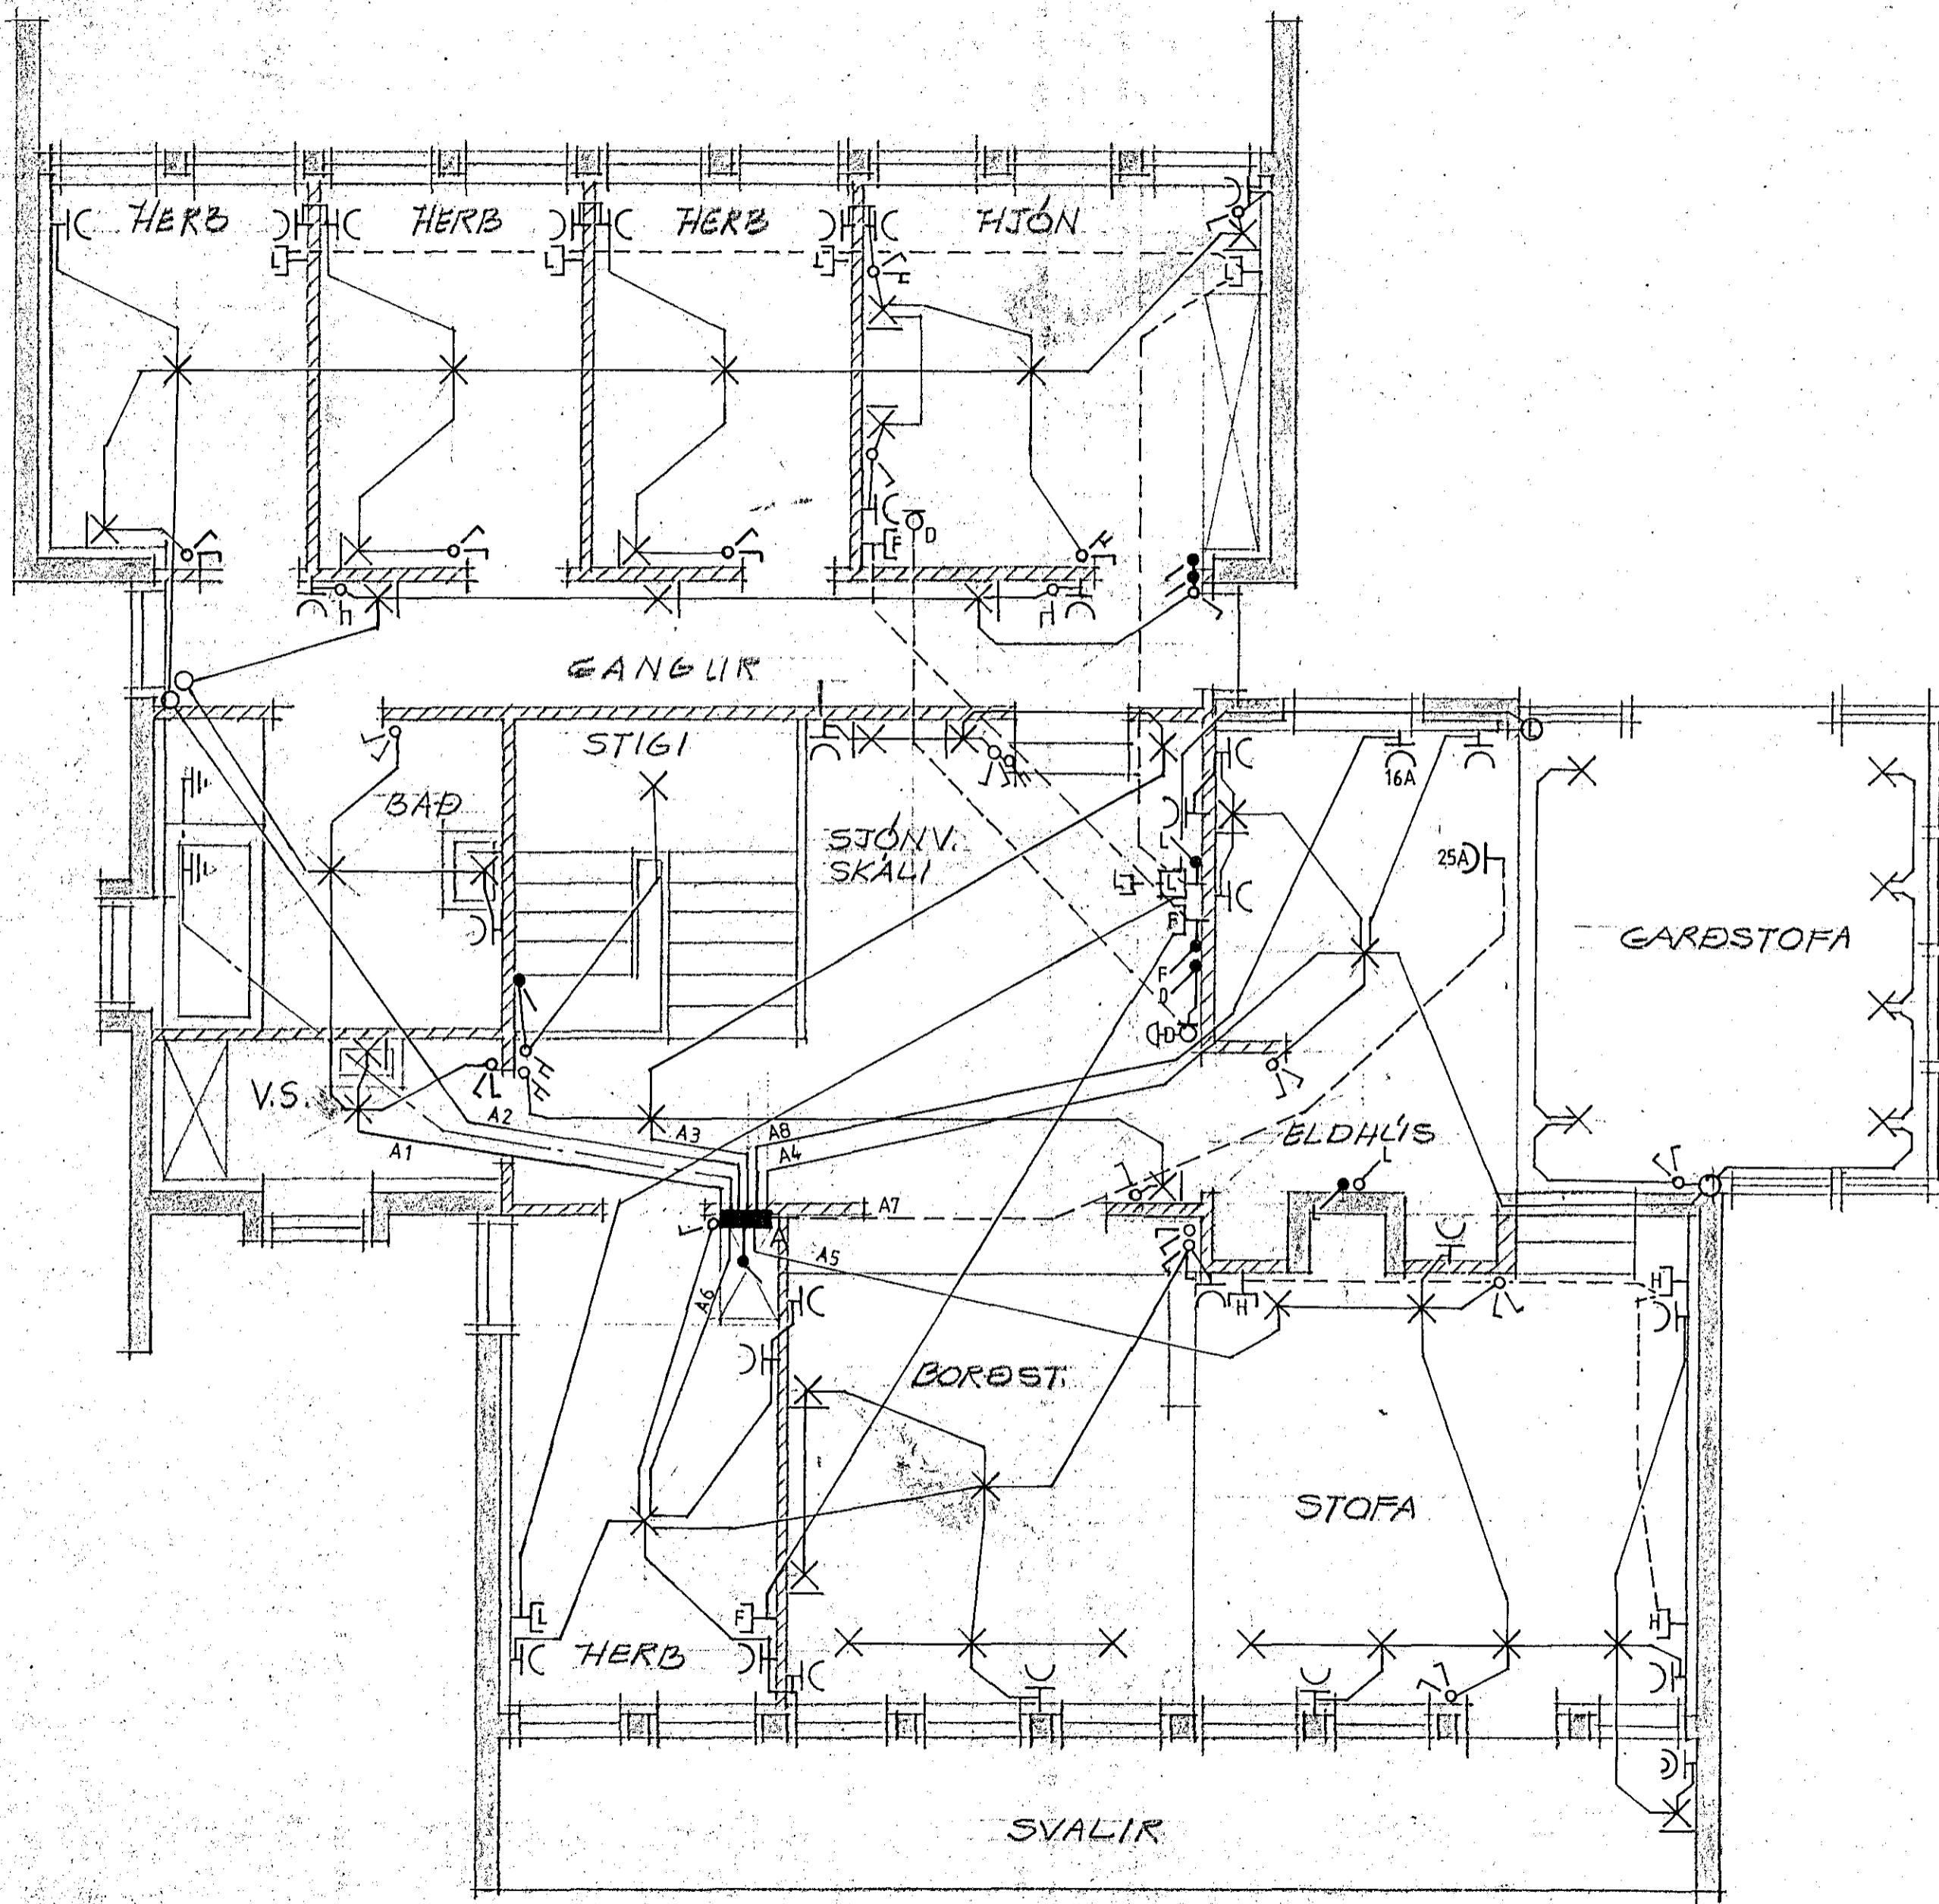 HERB
HERB
HERB
HJÓN
L
L
L
L
F
D
GANGUR
STIGI
BAÐ
SJÓNV.
SKÁLI
16A
25A
L
L
L
F
F
D
D
GARÐSTOFA
V.S.
A2
A3
A8
A4
A1
ELDHÚS
L
L
A7
A
A5
A6
H
H
BORÐST.
STOFA
L
F
H
HERB
SVALIR